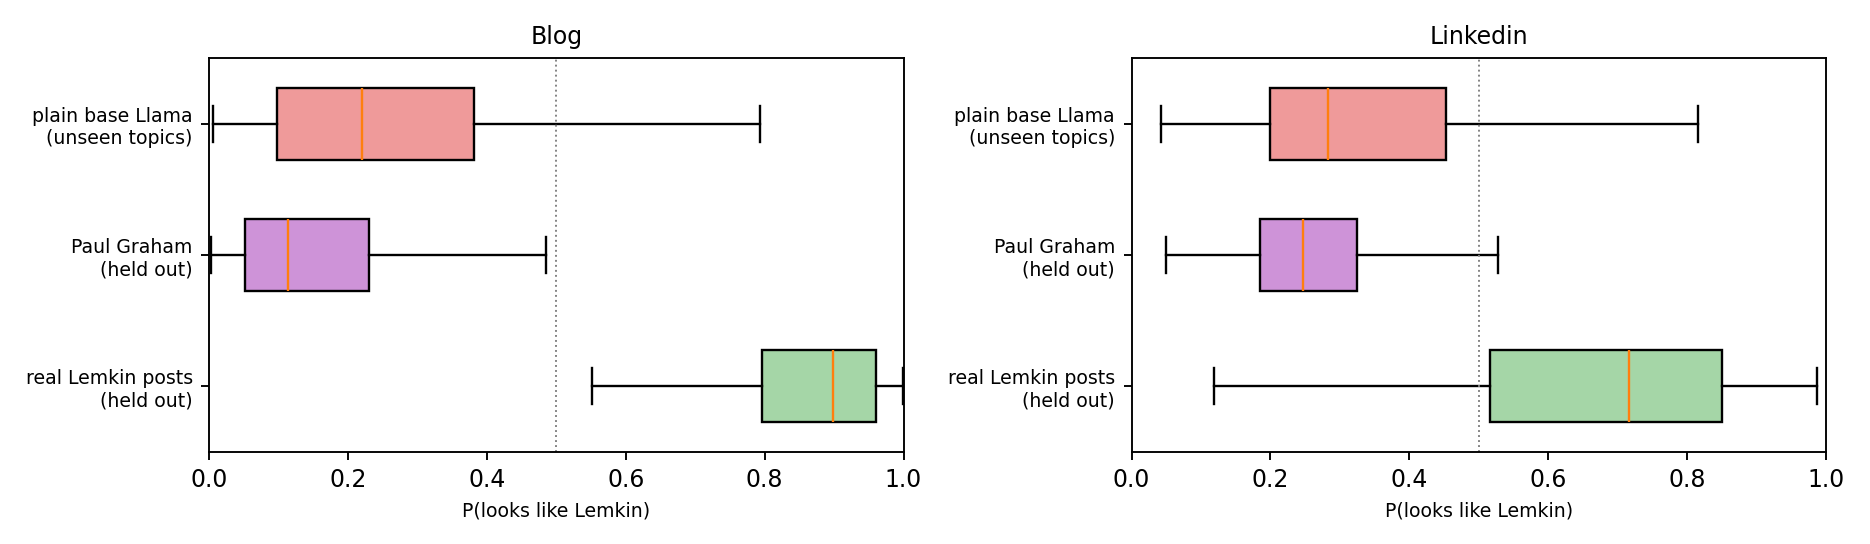 Blog
plain base Llama
(unseen topics)
Paul Graham
(held out)
real Lemkin posts
(held out)
0.0 0.2 0.4 0.6 0.8 1.0
P(looks like Lemkin)
Linkedin
plain base Llama
(unseen topics)
Paul Graham
(held out)
real Lemkin posts
(held out)
0.0 0.2 0.4 0.6 0.8 1.0
P(looks like Lemkin)